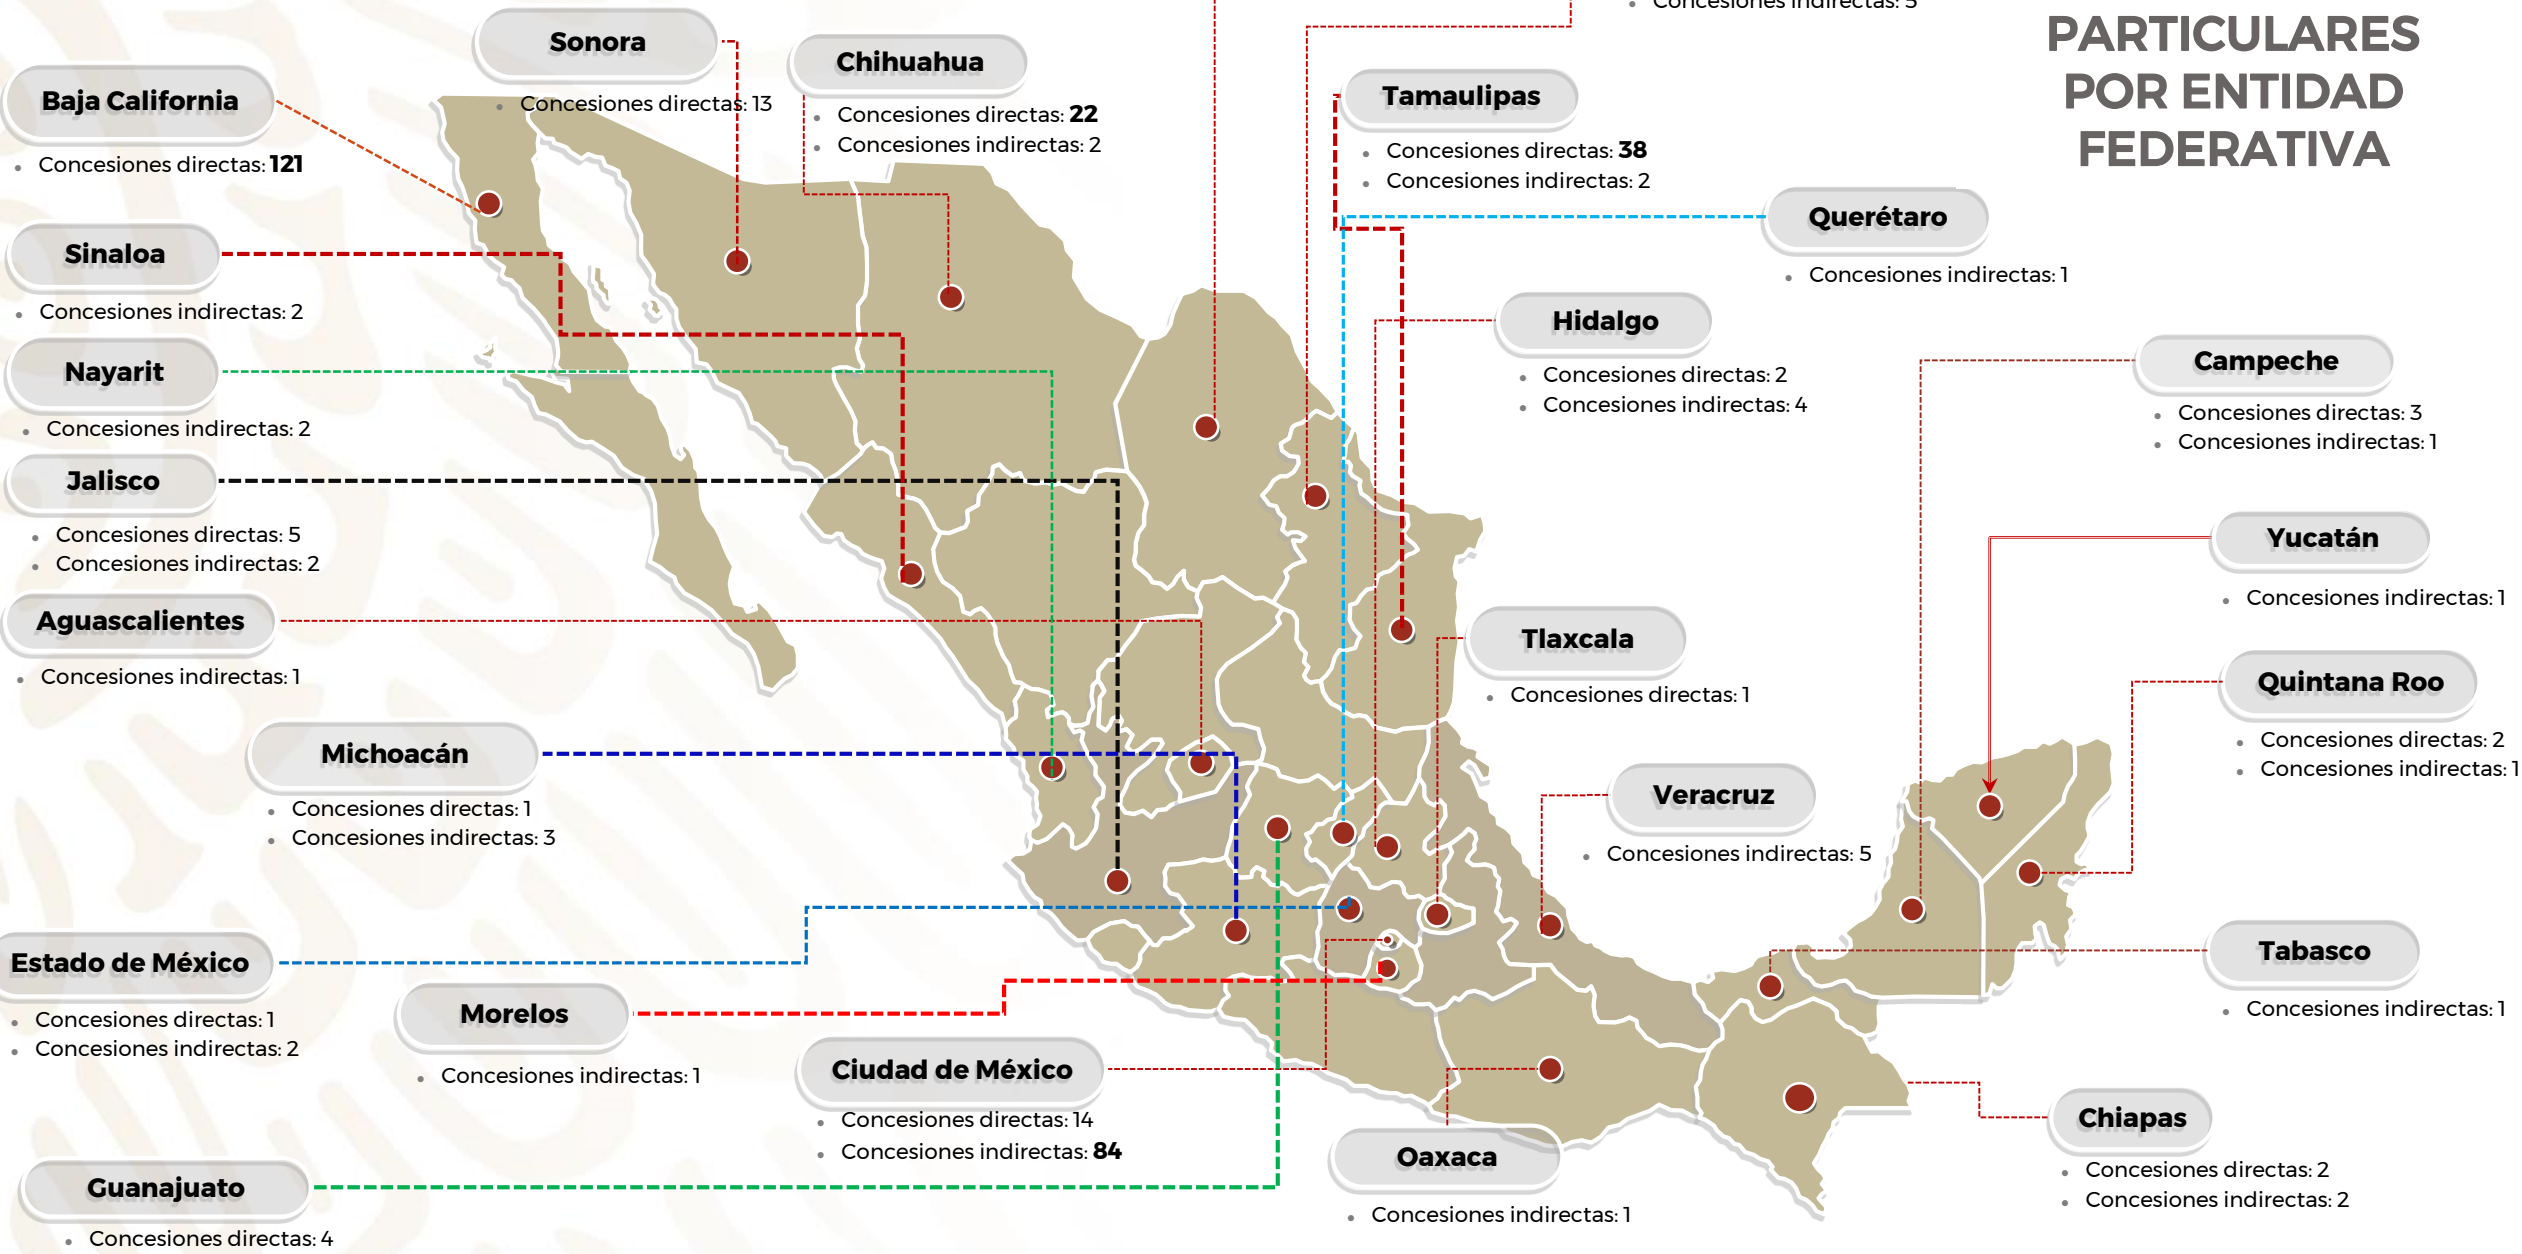 Concesiones indirectas: 5
PARTICULARES
POR ENTIDAD
FEDERATIVA
Sonora
Concesiones directas: 13
Chihuahua
Concesiones directas: 22
Concesiones indirectas: 2
Baja California
Concesiones directas: 121
Tamaulipas
Concesiones directas: 38
Concesiones indirectas: 2
Querétaro
Concesiones indirectas: 1
Sinaloa
Concesiones indirectas: 2
Hidalgo
Concesiones directas: 2
Concesiones indirectas: 4
Nayarit
Concesiones indirectas: 2
Campeche
Concesiones directas: 3
Concesiones indirectas: 1
Jalisco
Concesiones directas: 5
Concesiones indirectas: 2
Yucatán
Concesiones indirectas: 1
Aguascalientes
Concesiones indirectas: 1
Tlaxcala
Concesiones directas: 1
Quintana Roo
Concesiones directas: 2
Concesiones indirectas: 1
Michoacán
Concesiones directas: 1
Concesiones indirectas: 3
Veracruz
Concesiones indirectas: 5
Estado de México
Concesiones directas: 1
Concesiones indirectas: 2
Tabasco
Concesiones indirectas: 1
Morelos
Concesiones indirectas: 1
Ciudad de México
Concesiones directas: 14
Concesiones indirectas: 84
Chiapas
Concesiones directas: 2
Concesiones indirectas: 2
Oaxaca
Concesiones indirectas: 1
Guanajuato
Concesiones directas: 4